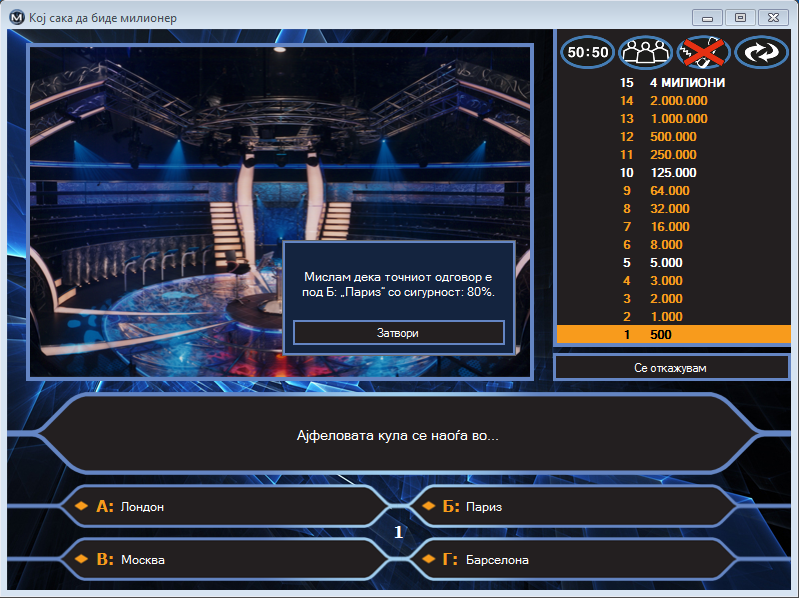 Кој сака да биде милионер
50:50
15 4 МИЛИОНИ
14 2.000.000
13 1.000.000
12 500.000
11 250.000
10 125.000
9 64.000
8 32.000
7 16.000
6 8.000
5 5.000
4 3.000
3 2.000
2 1.000
1 500
Мислам дека точниот одговор е
под Б: „Париз“ со сигурност: 80%.
Затвори
Се откажувам
Ајфеловата кула се наоѓа во...
А: Лондон
Б: Париз
1
В: Москва
Г: Барселона